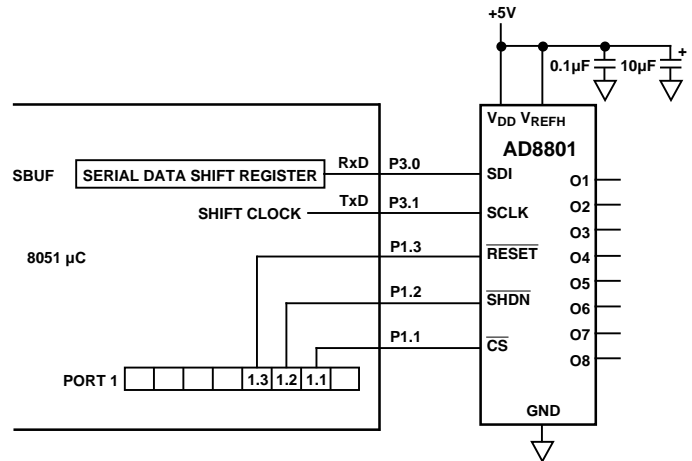 +5V
0.1µF 10µF +
VDD VREFH
AD8801
RxD P3.0 SDI
SBUF SERIAL DATA SHIFT REGISTER
O1
TxD P3.1 SCLK
SHIFT CLOCK
O2
O3
P1.3 RESET
8051 µC
O4
O5
P1.2 SHDN
O6
O7
P1.1 CS
O8
PORT 1 1.3 1.2 1.1
GND